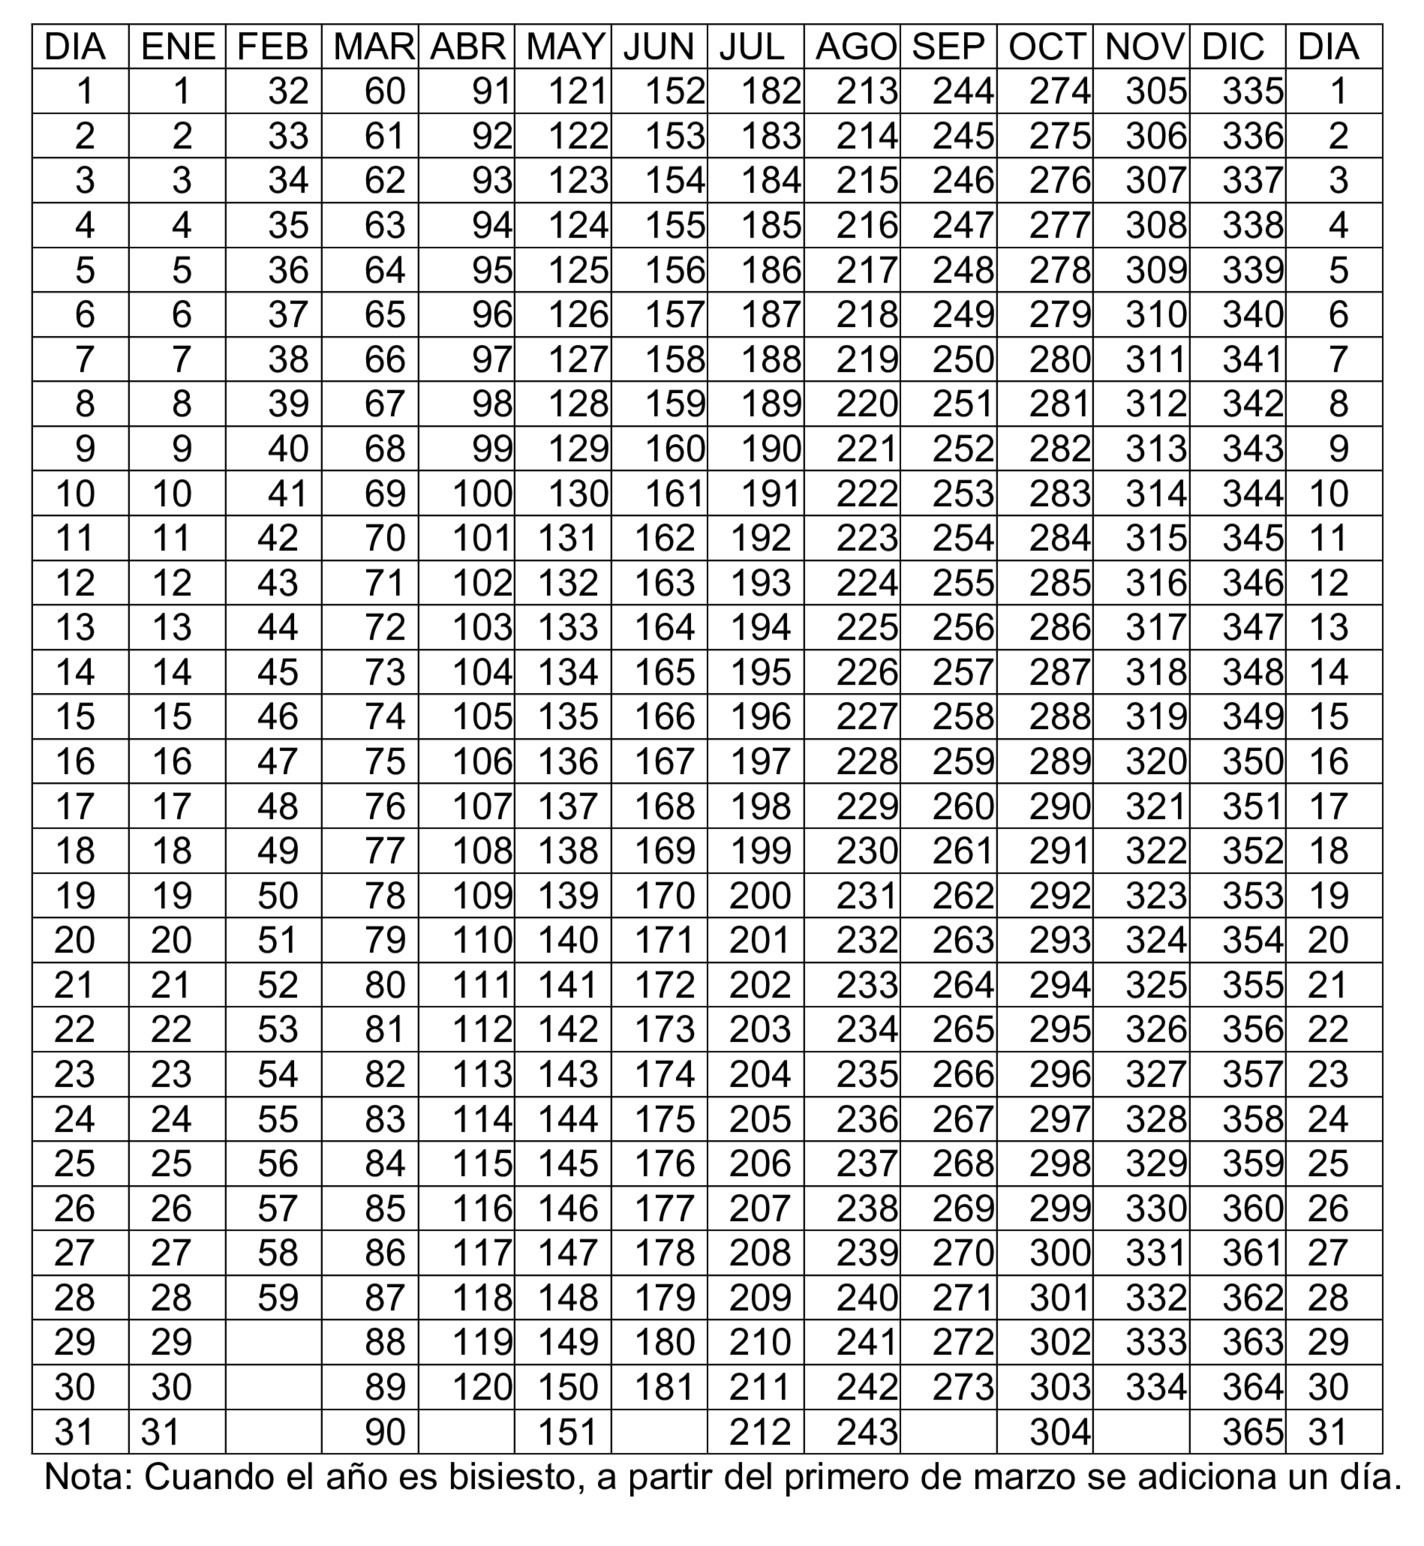 DIA ENE FEB MAR ABR MAY JUN JUL AGO SEP OCT NOV DIC DIA
1 1 32 60 91 121 152 182 213 244 274 305 335 1
2 2 33 61 92 122 153 183 214 245 275 306 336 2
3 3 34 62 93 123 154 184 215 246 276 307 337 3
4 4 35 63 94 124 155 185 216 247 277 308 338 4
5 5 36 64 95 125 156 186 217 248 278 309 339 5
6 6 37 65 96 126 157 187 218 249 279 310 340 6
7 7 38 66 97 127 158 188 219 250 280 311 341 7
8 8 39 67 98 128 159 189 220 251 281 312 342 8
9 9 40 68 99 129 160 190 221 252 282 313 343 9
10 10 41 69 100 130 161 191 222 253 283 314 344 10
11 11 42 70 101 131 162 192 223 254 284 315 345 11
12 12 43 71 102 132 163 193 224 255 285 316 346 12
13 13 44 72 103 133 164 194 225 256 286 317 347 13
14 14 45 73 104 134 165 195 226 257 287 318 348 14
15 15 46 74 105 135 166 196 227 258 288 319 349 15
16 16 47 75 106 136 167 197 228 259 289 320 350 16
17 17 48 76 107 137 168 198 229 260 290 321 351 17
18 18 49 77 108 138 169 199 230 261 291 322 352 18
19 19 50 78 109 139 170 200 231 262 292 323 353 19
20 20 51 79 110 140 171 201 232 263 293 324 354 20
21 21 52 80 111 141 172 202 233 264 294 325 355 21
22 22 53 81 112 142 173 203 234 265 295 326 356 22
23 23 54 82 113 143 174 204 235 266 296 327 357 23
24 24 55 83 114 144 175 205 236 267 297 328 358 24
25 25 56 84 115 145 176 206 237 268 298 329 359 25
26 26 57 85 116 146 177 207 238 269 299 330 360 26
27 27 58 86 117 147 178 208 239 270 300 331 361 27
28 28 59 87 118 148 179 209 240 271 301 332 362 28
29 29 88 119 149 180 210 241 272 302 333 363 29
30 30 89 120 150 181 211 242 273 303 334 364 30
31 31 90 151 212 243 304 365 31
Nota: Cuando el año es bisiesto, a partir del primero de marzo se adiciona un día.